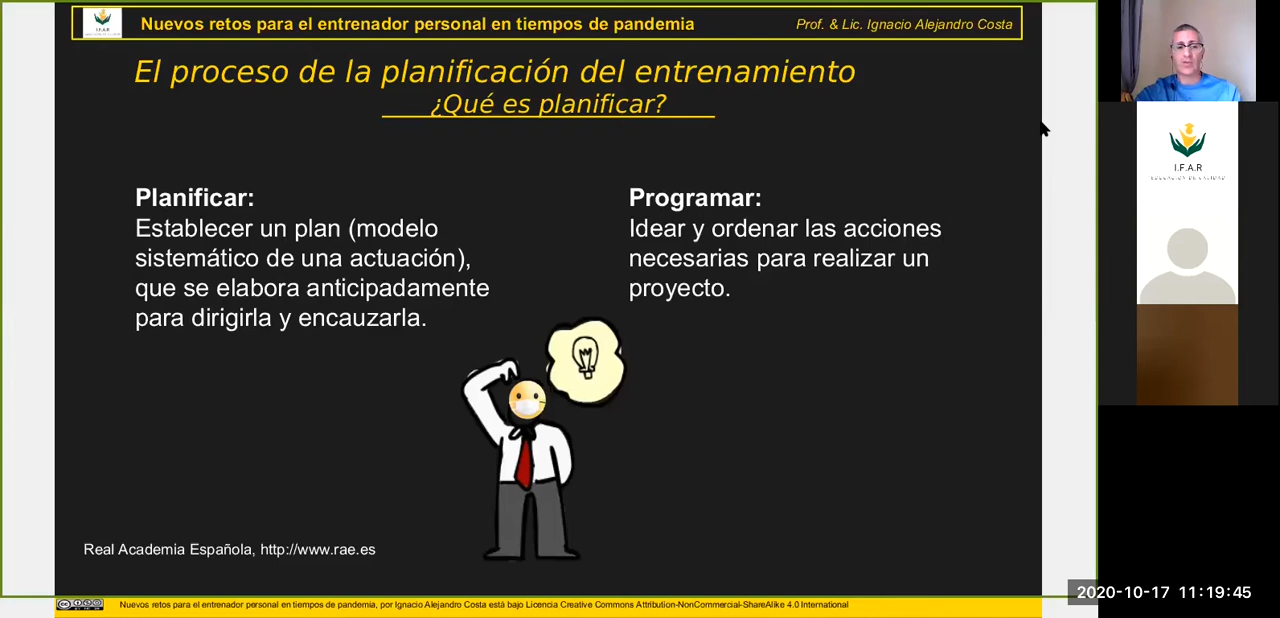 Nuevos retos para el entrenador personal en tiempos de pandemia
Prof. & Lic. Ignacio Alejandro Costa
El proceso de la planificación del entrenamiento
¿Qué es planificar?
Planificar:
Establecer un plan (modelo
sistemático de una actuación),
que se elabora anticipadamente
para dirigirla y encauzarla.
Programar:
Idear y ordenar las acciones
necesarias para realizar un
proyecto.
Real Academia Española, http://www.rae.es
Nuevos retos para el entrenador personal en tiempos de pandemia, por Ignacio Alejandro Costa está bajo Licencia Creative Commons Attribution-NonCommercial-ShareAlike 4.0 International
I.F.A.R
2020-10-17 11:19:45